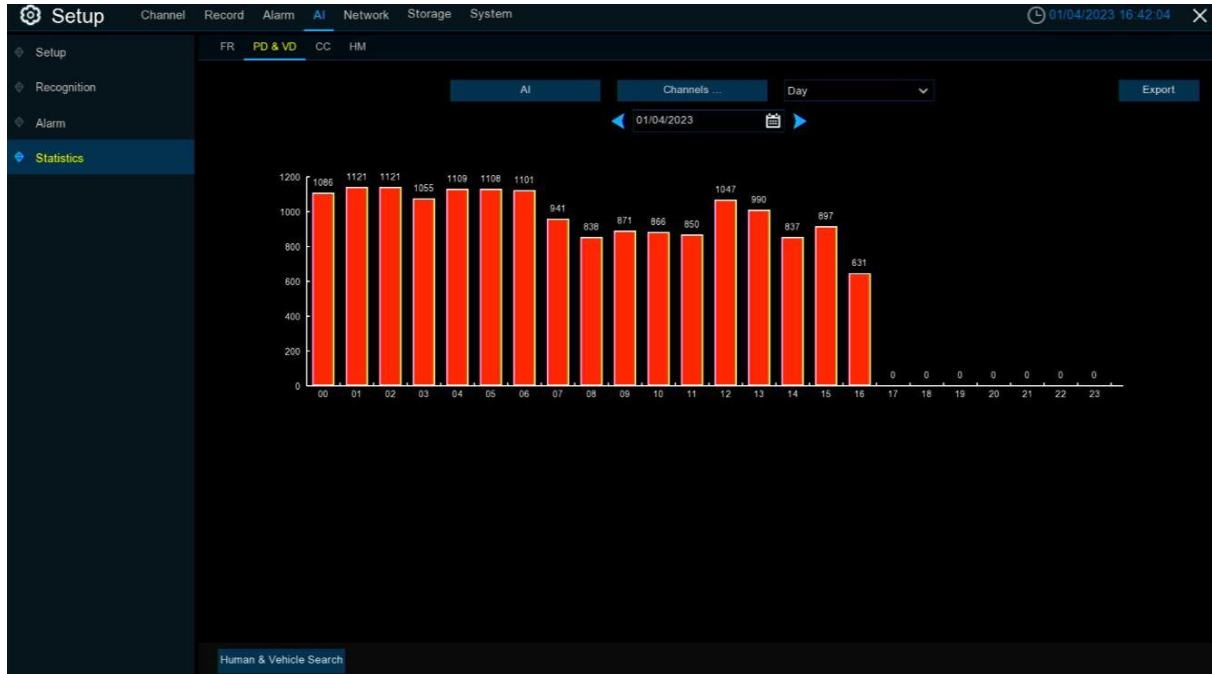 Setup Channel Record Alarm AI Network Storage System 01/04/2023 16:42:04
Setup
Recognition
Alarm
Statistics
FR PD & VD CC HM
AI Channels ... Day Export
01/04/2023
1200
1000
800
600
400
200
0
1086 1121 1121 1055 1109 1108 1101 941 838 871 866 850 1047 990 837 897 631 0 0 0 0 0 0 0
00 01 02 03 04 05 06 07 08 09 10 11 12 13 14 15 16 17 18 19 20 21 22 23
Human & Vehicle Search